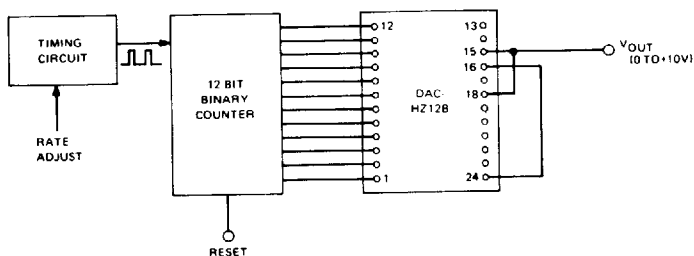 TIMING
CIRCUIT
RATE
ADJUST
12 BIT
BINARY
COUNTER
RESET
12
1
DAC-
HZ12B
13
15
16
18
24
VOUT
(0 TO +10V)